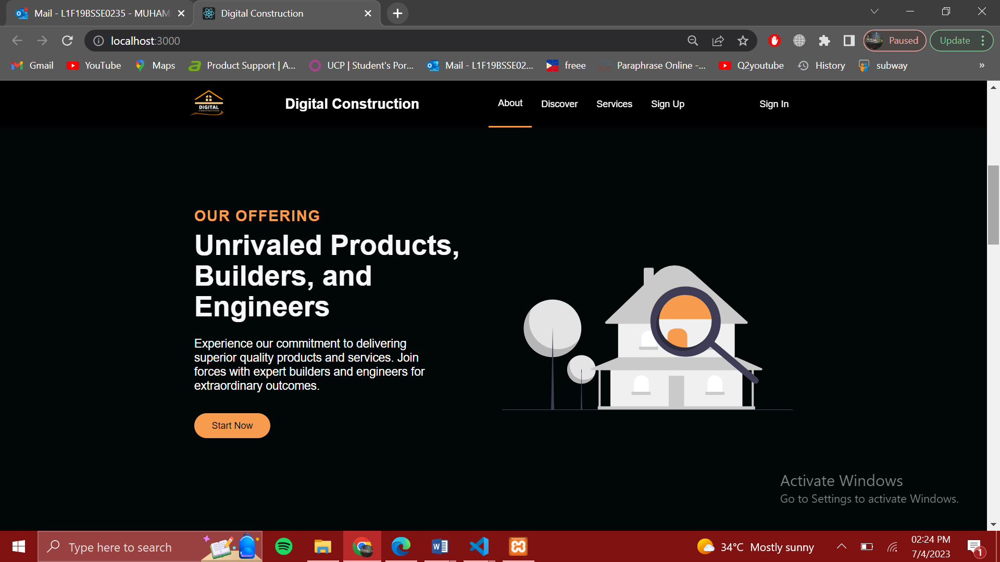 Mail - L1F19BSSE0235 - MUHAM
Digital Construction
localhost:3000
Paused
Update
Gmail
YouTube
Maps
Product Support | A...
UCP | Student's Por...
Mail - L1F19BSSE02...
freee
Paraphrase Online -...
Q2youtube
History
subway
»
DIGITAL
CONSTRUCTION
Digital Construction
About
Discover
Services
Sign Up
Sign In
OUR OFFERING
Unrivaled Products,
Builders, and
Engineers
Experience our commitment to delivering
superior quality products and services. Join
forces with expert builders and engineers for
extraordinary outcomes.
Start Now
Activate Windows
Go to Settings to activate Windows.
Type here to search
34°C Mostly sunny
02:24 PM
7/4/2023
1